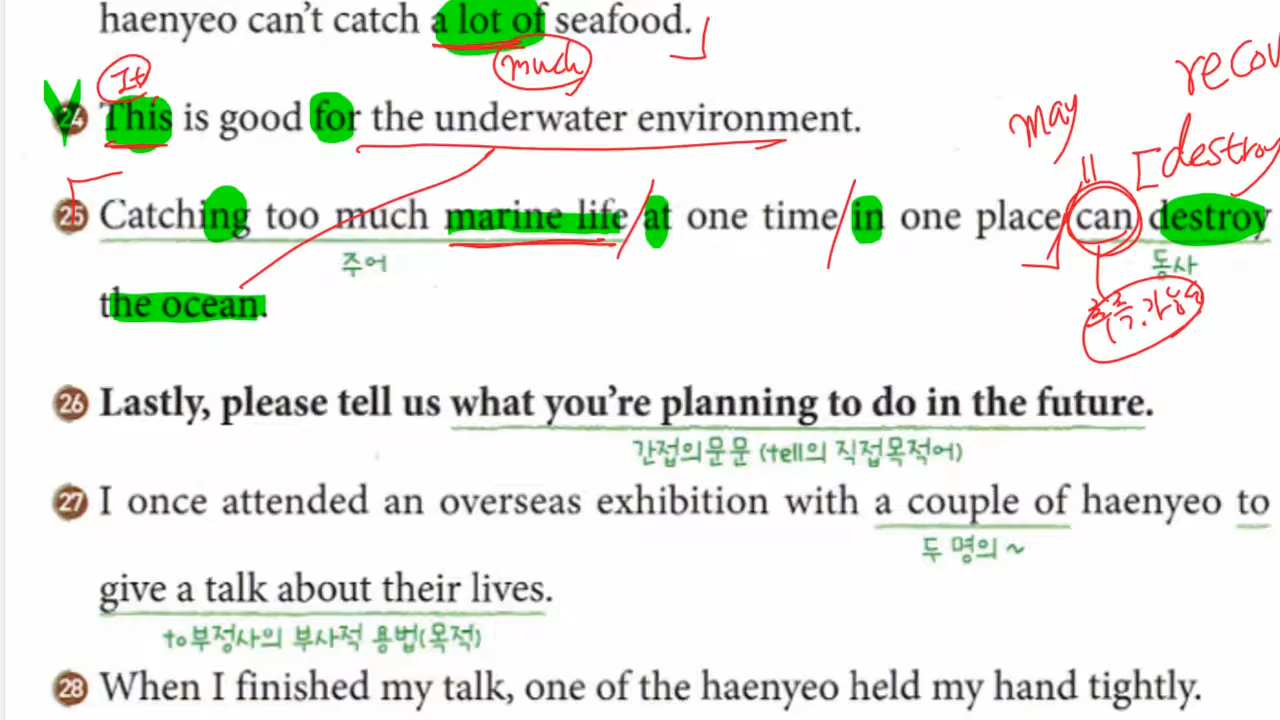 haenyeo can't catch a lot of seafood.
It
much
recov
24 This is good for the underwater environment.
may
[destroy
25 Catching too much marine life at one time in one place can destroy
주어
동사
the ocean.
추측.가능
26 Lastly, please tell us what you're planning to do in the future.
간접의문문 (tell의 직접목적어)
27 I once attended an overseas exhibition with a couple of haenyeo to
두 명의 ~
give a talk about their lives.
to부정사의 부사적 용법(목적)
28 When I finished my talk, one of the haenyeo held my hand tightly.